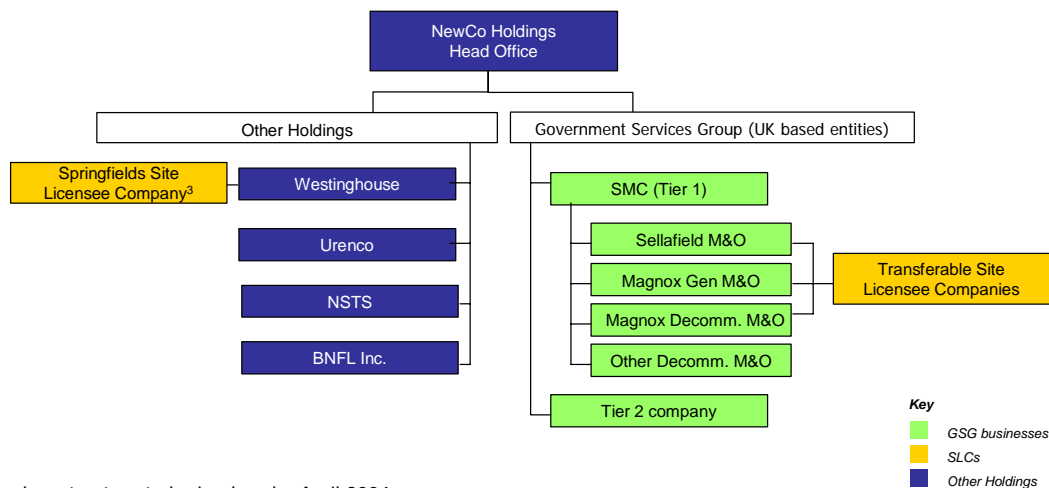 NewCo Holdings
Head Office
Other Holdings
Government Services Group (UK based entities)
Springfields Site
Licensee Company³
Westinghouse
Urenco
NSTS
BNFL Inc.
SMC (Tier 1)
Sellafield M&O
Magnox Gen M&O
Magnox Decomm. M&O
Other Decomm. M&O
Tier 2 company
Transferable Site
Licensee Companies
Key
GSG businesses
SLCs
Other Holdings